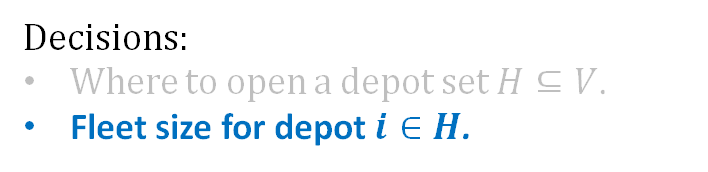 Decisions:
• Where to open a depot set H ⊆ V.
• Fleet size for depot i ∈ H.